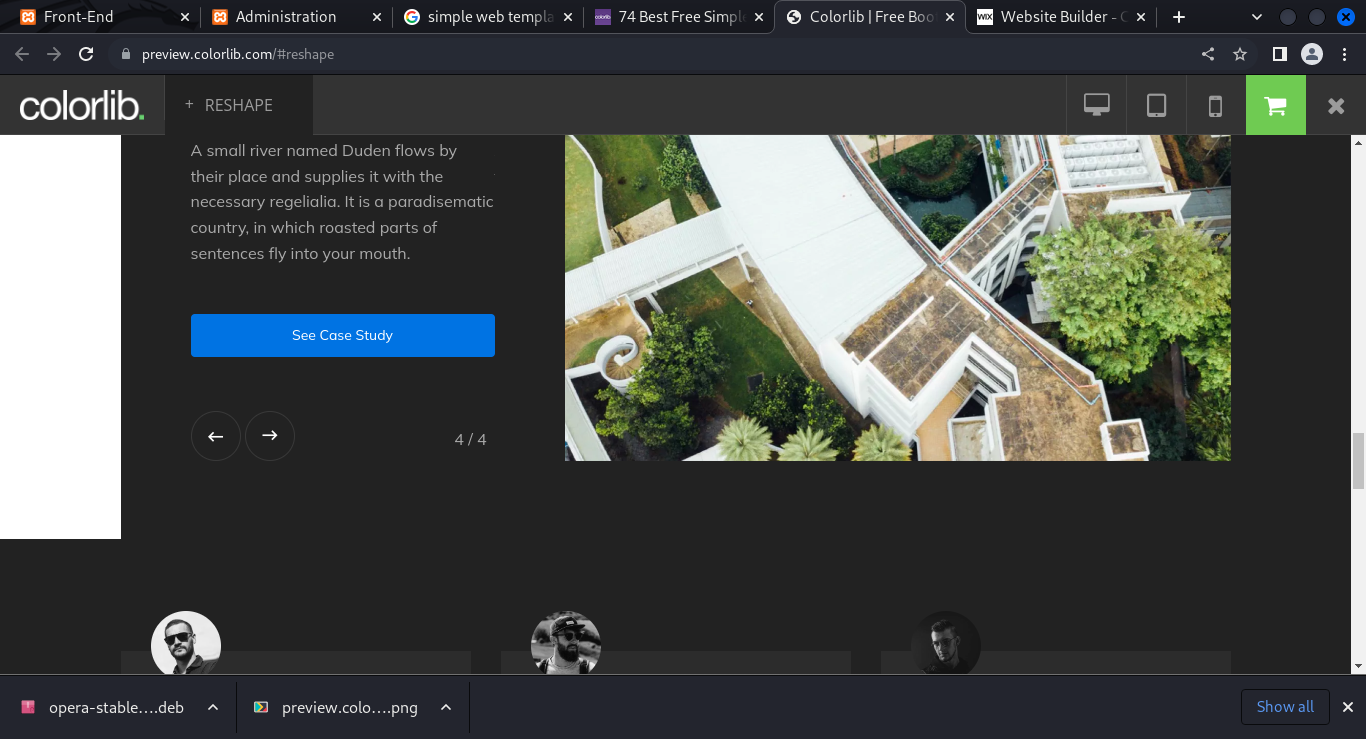 Front-End
Administration
simple web templa
74 Best Free Simple
Colorlib | Free Boo
WIX
Website Builder - C
preview.colorlib.com/#reshape
colorlib.
+ RESHAPE
A small river named Duden flows by
their place and supplies it with the
necessary regelialia. It is a paradisematic
country, in which roasted parts of
sentences fly into your mouth.
See Case Study
4 / 4
opera-stable....deb
preview.colo....png
Show all